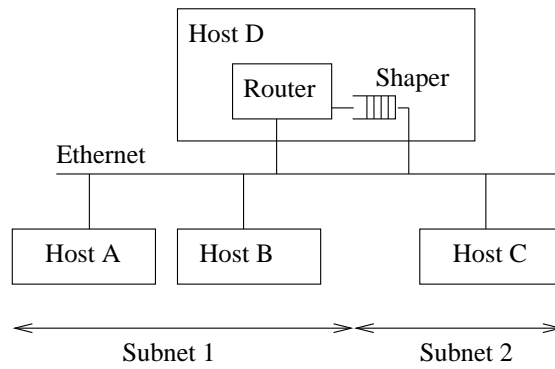 Host D
Router
Shaper
Ethernet
Host A
Host B
Host C
Subnet 1
Subnet 2